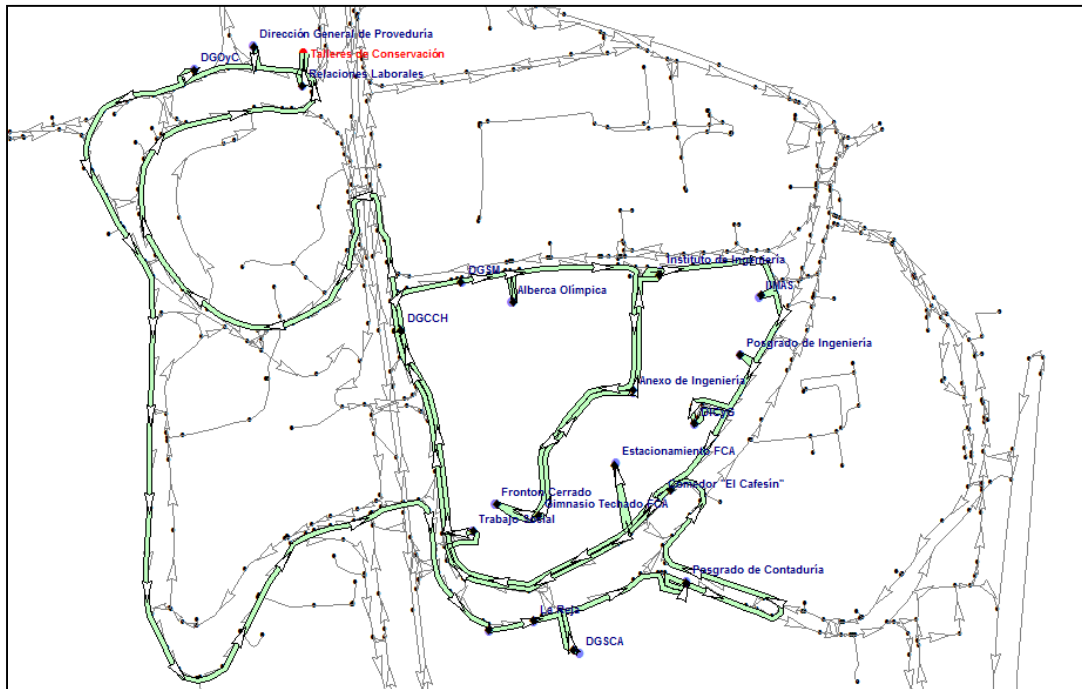 Dirección General de Proveduría
Talleres de Conservación
DGOyC
Relaciones Laborales
Instituto de Ingeniería
DGSM
Alberca Olímpica
IIMAS
DGCCH
Posgrado de Ingeniería
Anexo de Ingeniería
Estacionamiento FCA
Comedor "El Cafesín"
Fronton Cerrado
Gimnasio Techado FCA
Trabajo Social
Posgrado de Contaduría
La Reja
DGSCA